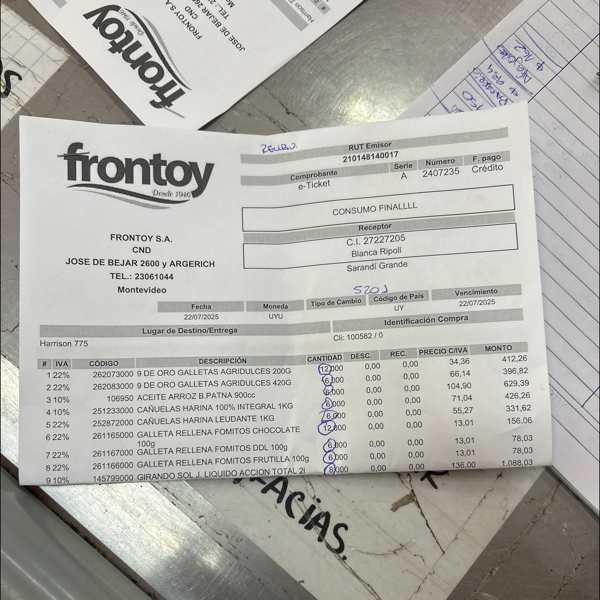 frontoy
Desde 1946
FRONTOY S.A.
CND
JOSE DE BEJAR 2600 y ARGERICH
TEL.: 23061044
Montevideo
RUT Emisor
210148140017
Comprobante Serie Número F. pago
e-Ticket A 2407235 Crédito
CONSUMO FINALLLL
Receptor
C.I. 27227205
Blanca Ripoll
Sarandí Grande
5201
Fecha Moneda Tipo de Cambio Código de País Vencimiento
22/07/2025 UYU UY 22/07/2025
Lugar de Destino/Entrega Identificación Compra
Harrison 775 Cli: 100582 / 0
# IVA CÓDIGO DESCRIPCIÓN CANTIDAD DESC. REC. PRECIO C/IVA MONTO
1 22% 262073000 9 DE ORO GALLETAS AGRIDULCES 200G 12,000 0,00 0,00 34,36 412,26
2 22% 262083000 9 DE ORO GALLETAS AGRIDULCES 420G 6,000 0,00 0,00 66,14 396,82
3 10% 106950 ACEITE ARROZ B.PATNA 900cc 6,000 0,00 0,00 104,90 629,39
4 10% 251233000 CAÑUELAS HARINA 100% INTEGRAL 1KG 6,000 0,00 0,00 71,04 426,26
5 22% 252872000 CAÑUELAS HARINA LEUDANTE 1KG 6,000 0,00 0,00 55,27 331,62
6 22% 261165000 GALLETA RELLENA FOMITOS CHOCOLATE 100g 12,000 0,00 0,00 13,01 156,06
7 22% 261167000 GALLETA RELLENA FOMITOS DDL 100g 6,000 0,00 0,00 13,01 78,03
8 22% 261166000 GALLETA RELLENA FOMITOS FRUTILLA 100g 6,000 0,00 0,00 13,01 78,03
9 10% 145799000 GIRANDO SOL J. LIQUIDO ACCION TOTAL 2l 8,000 0,00 0,00 136,00 1.088,03
frontoy
Desde 1946
FRONTOY S.A.
CND